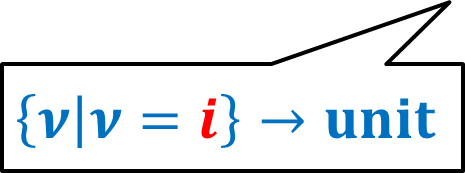 {ν|ν = i} → unit